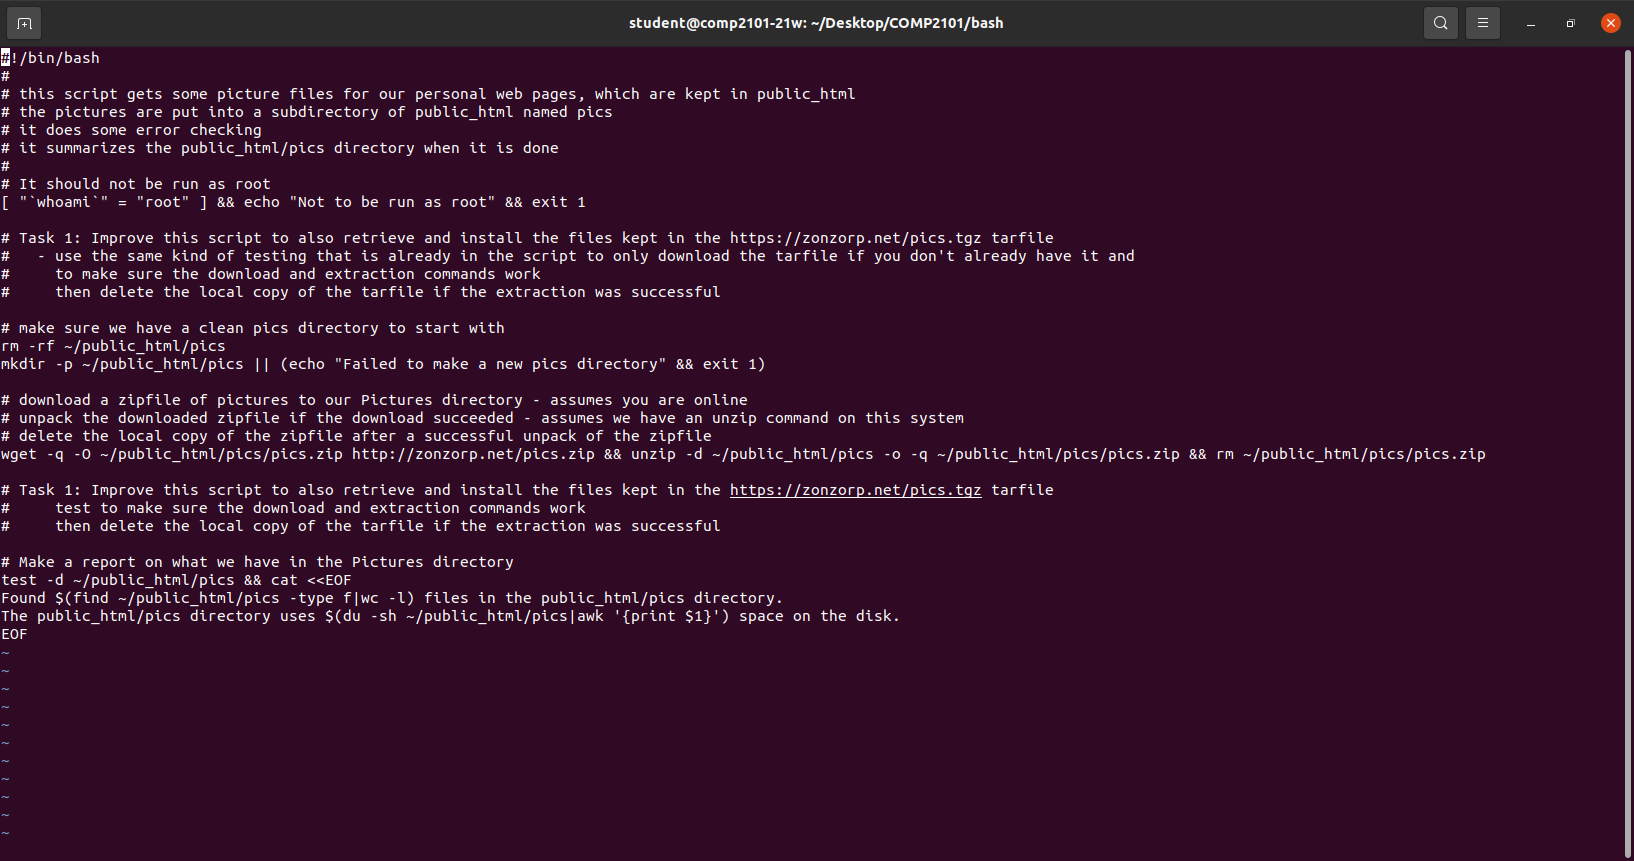 student@comp2101-21w: ~/Desktop/COMP2101/bash
#!/bin/bash
#
# this script gets some picture files for our personal web pages, which are kept in public_html
# the pictures are put into a subdirectory of public_html named pics
# it does some error checking
# it summarizes the public_html/pics directory when it is done
#
# It should not be run as root
[ "`whoami`" = "root" ] && echo "Not to be run as root" && exit 1

# Task 1: Improve this script to also retrieve and install the files kept in the https://zonzorp.net/pics.tgz tarfile
#   - use the same kind of testing that is already in the script to only download the tarfile if you don't already have it and
#     to make sure the download and extraction commands work
#     then delete the local copy of the tarfile if the extraction was successful

# make sure we have a clean pics directory to start with
rm -rf ~/public_html/pics
mkdir -p ~/public_html/pics || (echo "Failed to make a new pics directory" && exit 1)

# download a zipfile of pictures to our Pictures directory - assumes you are online
# unpack the downloaded zipfile if the download succeeded - assumes we have an unzip command on this system
# delete the local copy of the zipfile after a successful unpack of the zipfile
wget -q -O ~/public_html/pics/pics.zip http://zonzorp.net/pics.zip && unzip -d ~/public_html/pics -o -q ~/public_html/pics/pics.zip && rm ~/public_html/pics/pics.zip

# Task 1: Improve this script to also retrieve and install the files kept in the https://zonzorp.net/pics.tgz tarfile
#     test to make sure the download and extraction commands work
#     then delete the local copy of the tarfile if the extraction was successful

# Make a report on what we have in the Pictures directory
test -d ~/public_html/pics && cat <<EOF
Found $(find ~/public_html/pics -type f|wc -l) files in the public_html/pics directory.
The public_html/pics directory uses $(du -sh ~/public_html/pics|awk '{print $1}') space on the disk.
EOF
~
~
~
~
~
~
~
~
~
~
~